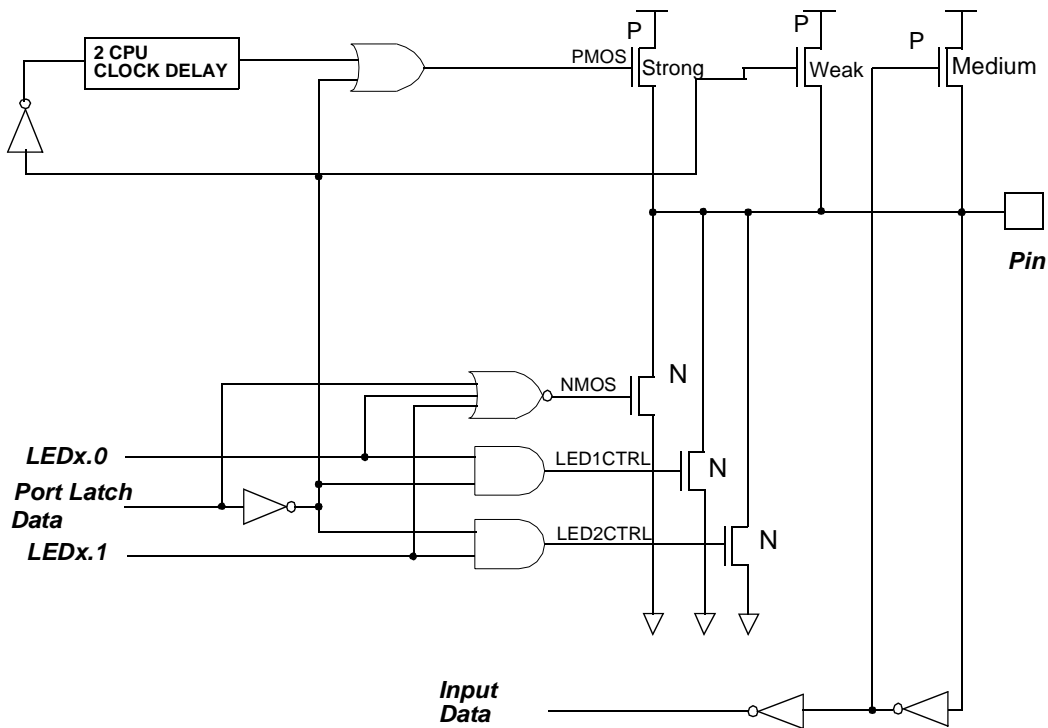 P
P
P
2 CPU
CLOCK DELAY
PMOS
Strong
Weak
Medium
Pin
NMOS
N
LEDx.0
LED1CTRL
N
Port Latch
Data
LED2CTRL
N
LEDx.1
Input
Data